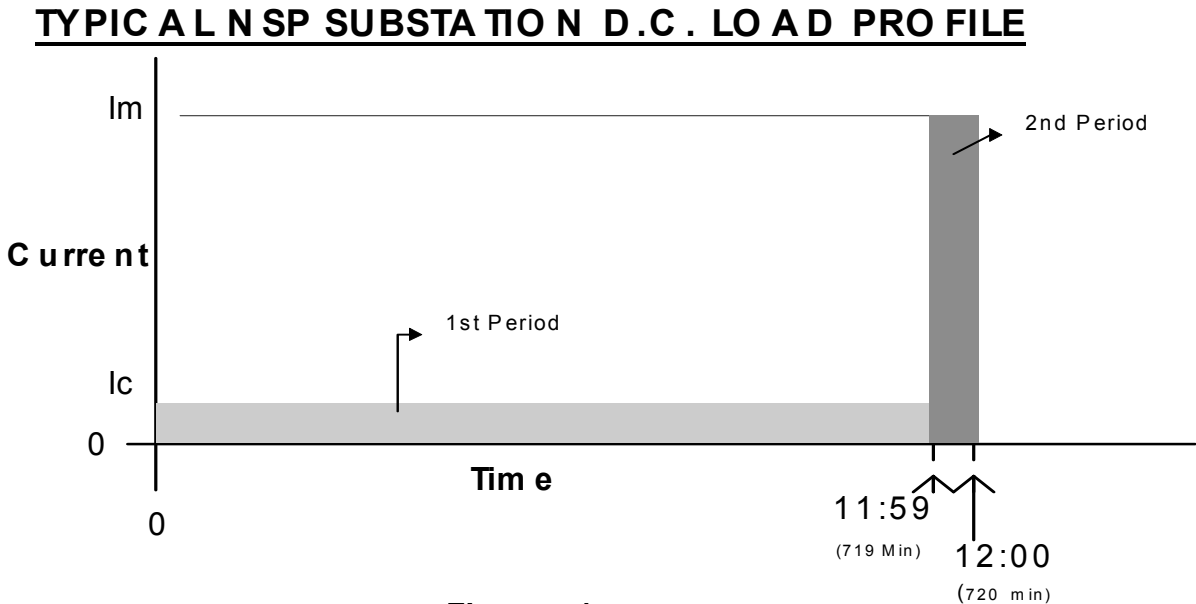 TYPICAL NSP SUBSTATION D.C. LOAD PROFILE
Im
2nd Period
Current
1st Period
Ic
0
Time
0
11:59
(719 Min)
12:00
(720 min)